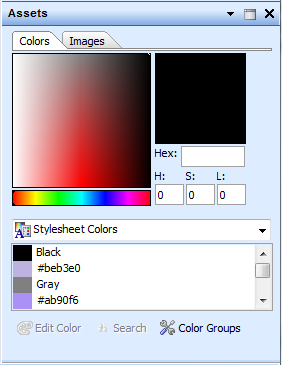 Assets
Colors Images
Hex:
H: S: L:
0 0 0
Stylesheet Colors
Black
#beb3e0
Gray
#ab90f6
Edit Color Search Color Groups